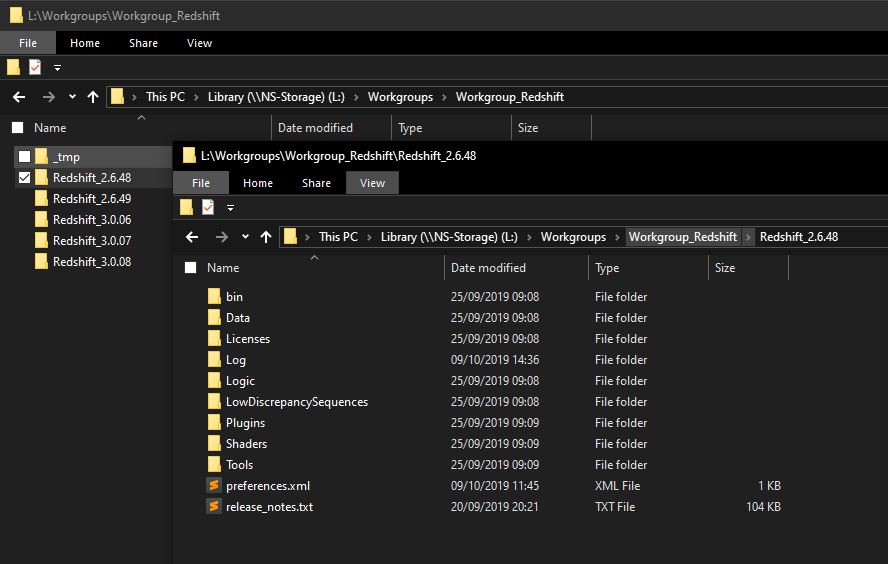 L:\Workgroups\Workgroup_Redshift
File Home Share View
This PC Library (\\NS-Storage) (L:) Workgroups Workgroup_Redshift
Name Date modified Type Size
_tmp
Redshift_2.6.48
Redshift_2.6.49
Redshift_3.0.06
Redshift_3.0.07
Redshift_3.0.08
L:\Workgroups\Workgroup_Redshift\Redshift_2.6.48
File Home Share View
This PC Library (\\NS-Storage) (L:) Workgroups Workgroup_Redshift Redshift_2.6.48
Name Date modified Type Size
bin 25/09/2019 09:08 File folder
Data 25/09/2019 09:08 File folder
Licenses 25/09/2019 09:08 File folder
Log 09/10/2019 14:36 File folder
Logic 25/09/2019 09:08 File folder
LowDiscrepancySequences 25/09/2019 09:08 File folder
Plugins 25/09/2019 09:09 File folder
Shaders 25/09/2019 09:09 File folder
Tools 25/09/2019 09:09 File folder
preferences.xml 09/10/2019 11:45 XML File 1 KB
release_notes.txt 20/09/2019 20:21 TXT File 104 KB